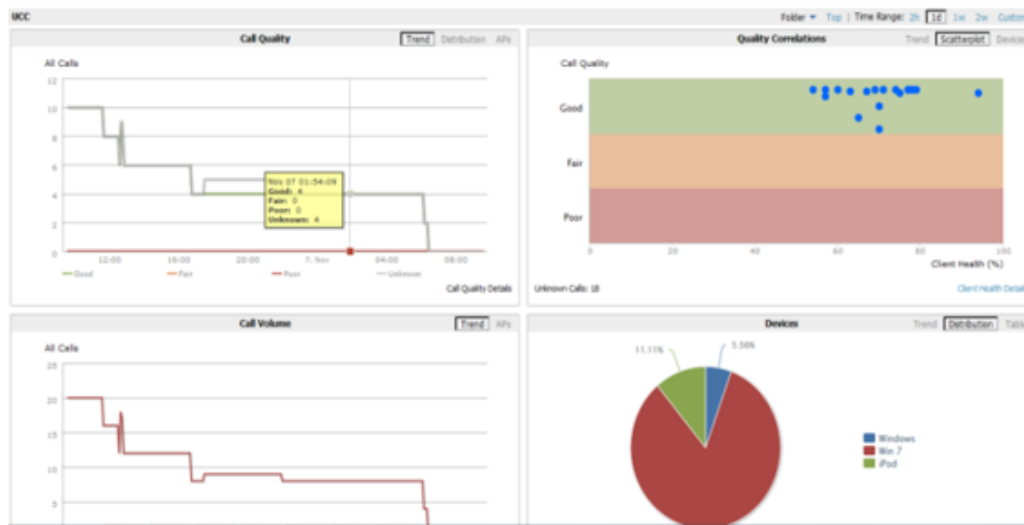 UCC
Folder Top | Time Range: 2h 1d 1w 2w Custom
Call Quality Trend Distribution APs
All Calls
12
10
8
6
4
2
0
Nov 07 01:54:09
Good: 4
Fair: 0
Poor: 0
Unknown: 4
12:00 16:00 20:00 7. Nov 04:00 08:00
Good Fair Poor Unknown
Call Quality Details
Quality Correlations Trend Scatterplot Devices
Call Quality
Good
Fair
Poor
0 20 40 60 80 100
Client Health (%)
Unknown Calls: 18 Client Health Detail
Call Volume Trend APs
All Calls
25
20
15
10
5
Devices Trend Distribution Table
11.11% 5.56%
Windows
Win 7
iPod